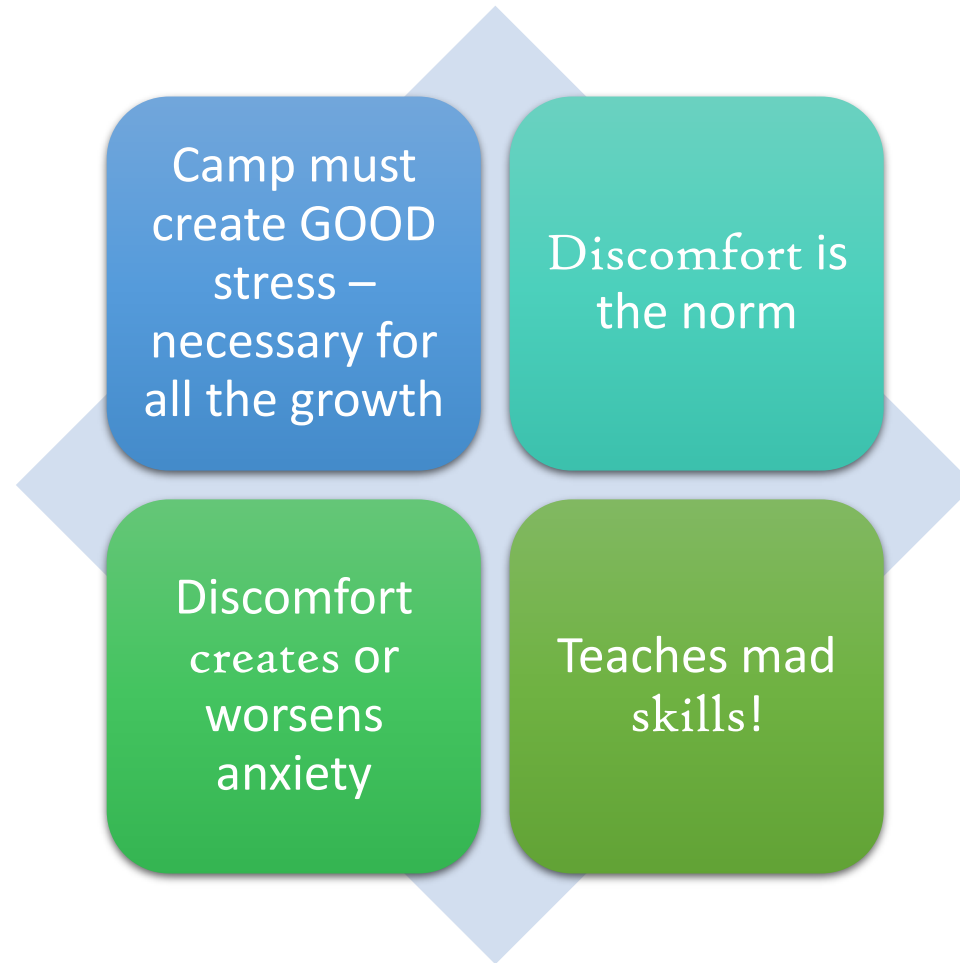 Camp must
create GOOD
stress –
necessary for
all the growth
Discomfort is
the norm
Discomfort
creates or
worsens
anxiety
Teaches mad
skills!